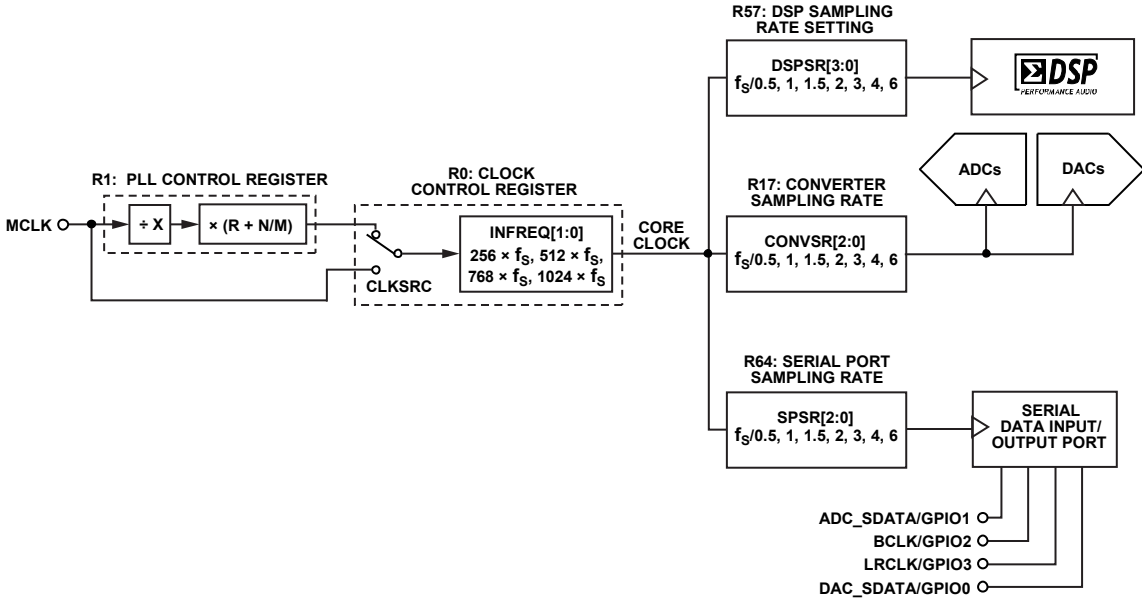 R57: DSP SAMPLING
RATE SETTING
DSPSR[3:0]
fS/0.5, 1, 1.5, 2, 3, 4, 6
DSP
PERFORMANCE AUDIO
R1: PLL CONTROL REGISTER
MCLK
÷ X
× (R + N/M)
R0: CLOCK
CONTROL REGISTER
CLKSRC
INFREQ[1:0]
256 × fS, 512 × fS,
768 × fS, 1024 × fS
CORE
CLOCK
R17: CONVERTER
SAMPLING RATE
CONVSR[2:0]
fS/0.5, 1, 1.5, 2, 3, 4, 6
ADCs
DACs
R64: SERIAL PORT
SAMPLING RATE
SPSR[2:0]
fS/0.5, 1, 1.5, 2, 3, 4, 6
SERIAL
DATA INPUT/
OUTPUT PORT
ADC_SDATA/GPIO1
BCLK/GPIO2
LRCLK/GPIO3
DAC_SDATA/GPIO0